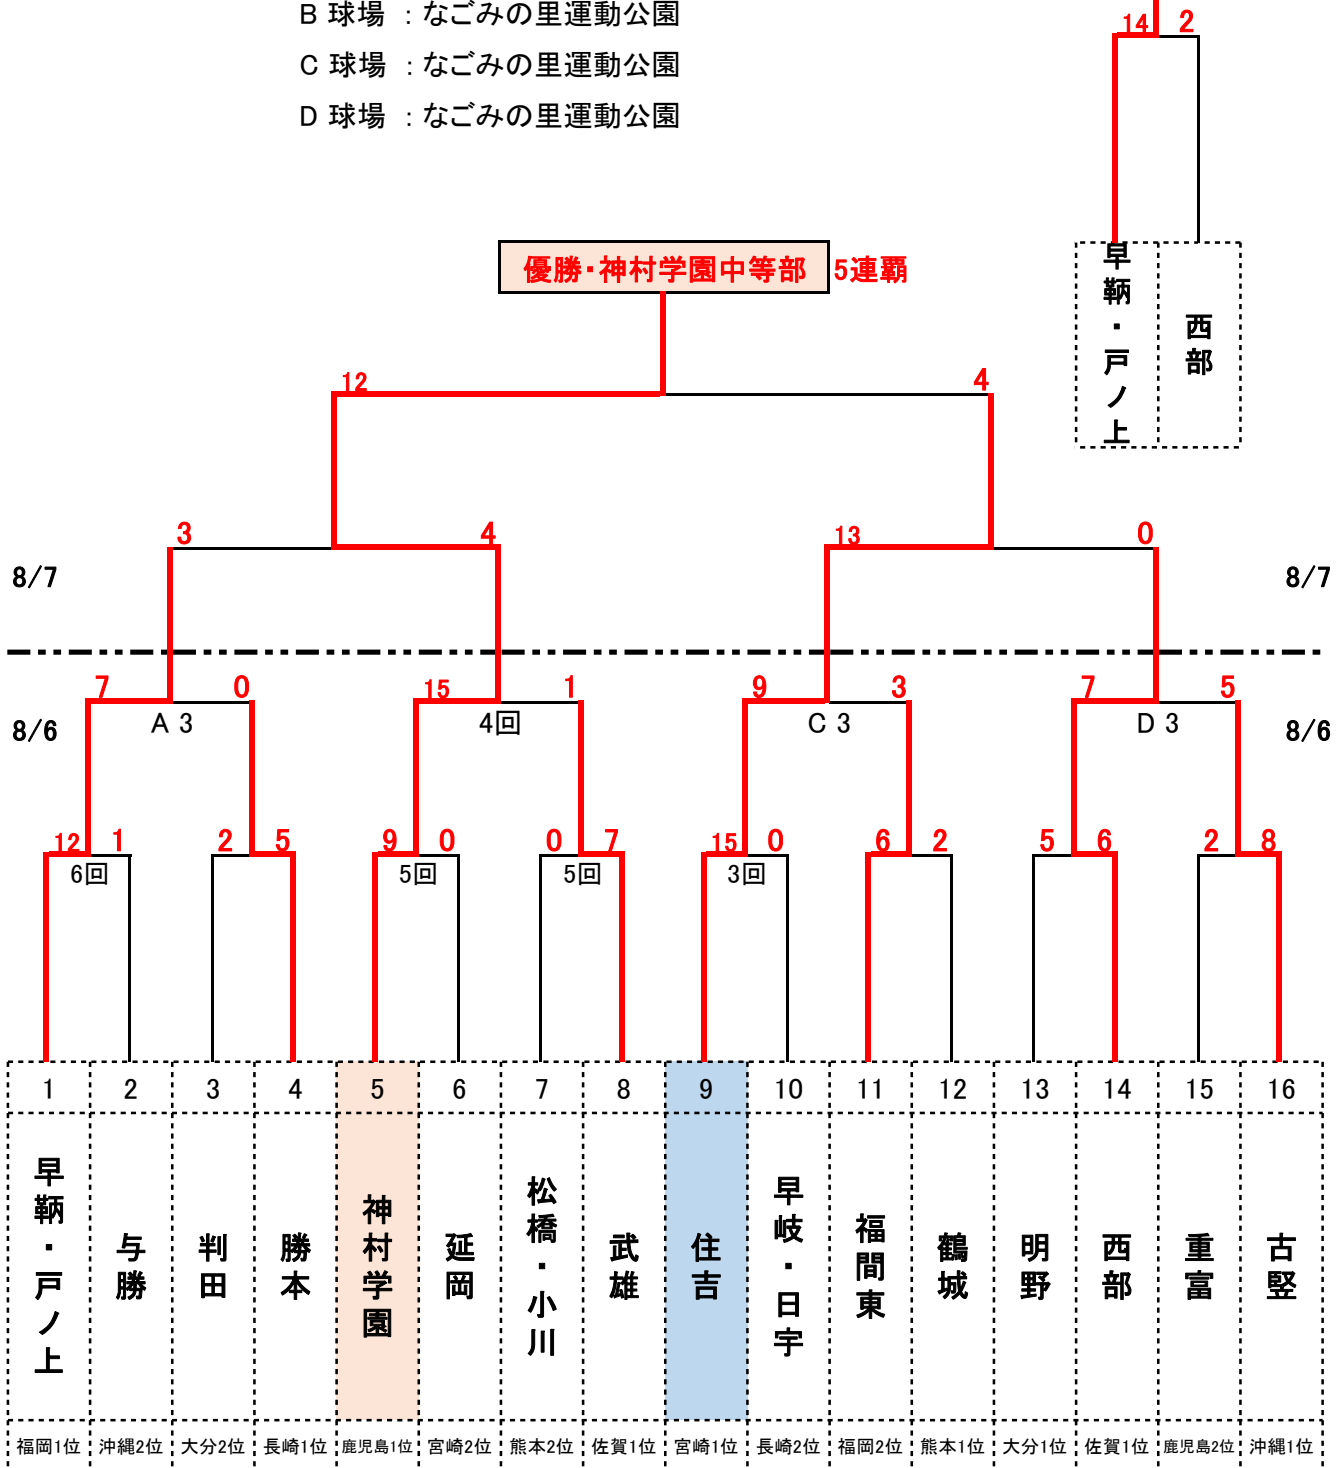 B 球場 ：なごみの里運動公園
C 球場 ：なごみの里運動公園
D 球場 ：なごみの里運動公園
14 2
早鞆・戸ノ上 西部
優勝・神村学園中等部 5連覇
12 4
3 4 13 0
8/7 8/7
7 0 15 1 9 3 7 5
8/6 A 3 4回 C 3 D 3 8/6
12 1 2 5 9 0 0 7 15 0 6 2 5 6 2 8
6回 5回 5回 3回
1 2 3 4 5 6 7 8 9 10 11 12 13 14 15 16
早鞆・戸ノ上 与勝 判田 勝本 神村学園 延岡 松橋・小川 武雄 住吉 早岐・日宇 福間東 鶴城 明野 西部 重富 古堅
福岡1位 沖縄2位 大分2位 長崎1位 鹿児島1位 宮崎2位 熊本2位 佐賀1位 宮崎1位 長崎2位 福岡2位 熊本1位 大分1位 佐賀1位 鹿児島2位 沖縄1位